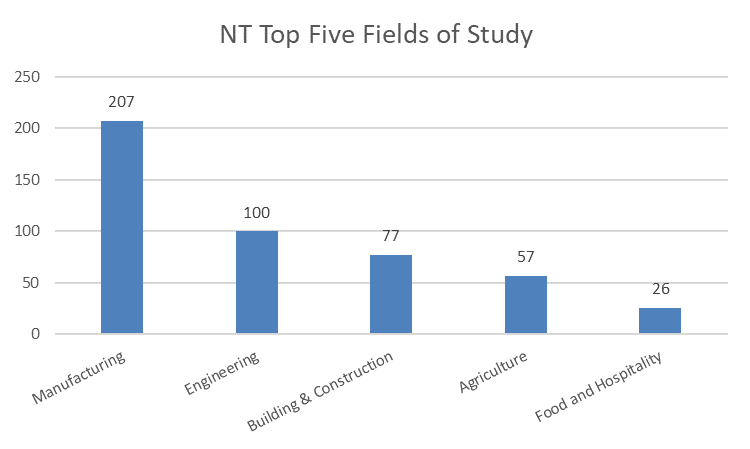 NT Top Five Fields of Study
250
200
150
100
50
0
207
100
77
57
26
Manufacturing
Engineering
Building & Construction
Agriculture
Food and Hospitality